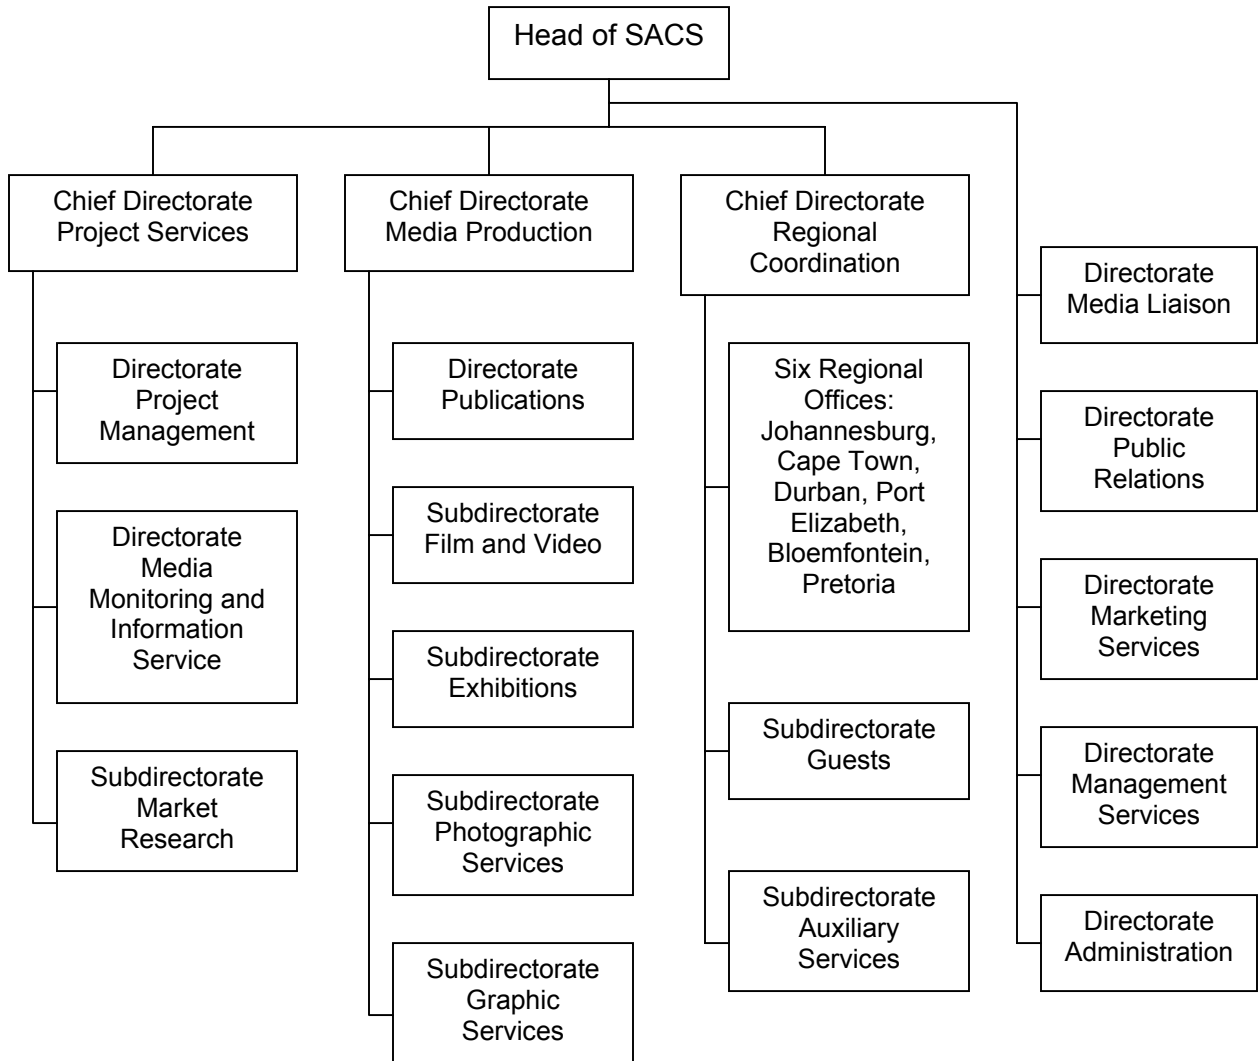 Head of SACS
Chief Directorate
Project Services
Directorate
Project
Management
Directorate
Media
Monitoring and
Information
Service
Subdirectorate
Market
Research
Chief Directorate
Media Production
Directorate
Publications
Subdirectorate
Film and Video
Subdirectorate
Exhibitions
Subdirectorate
Photographic
Services
Subdirectorate
Graphic
Services
Chief Directorate
Regional
Coordination
Six Regional
Offices:
Johannesburg,
Cape Town,
Durban, Port
Elizabeth,
Bloemfontein,
Pretoria
Subdirectorate
Guests
Subdirectorate
Auxiliary
Services
Directorate
Media Liaison
Directorate
Public
Relations
Directorate
Marketing
Services
Directorate
Management
Services
Directorate
Administration